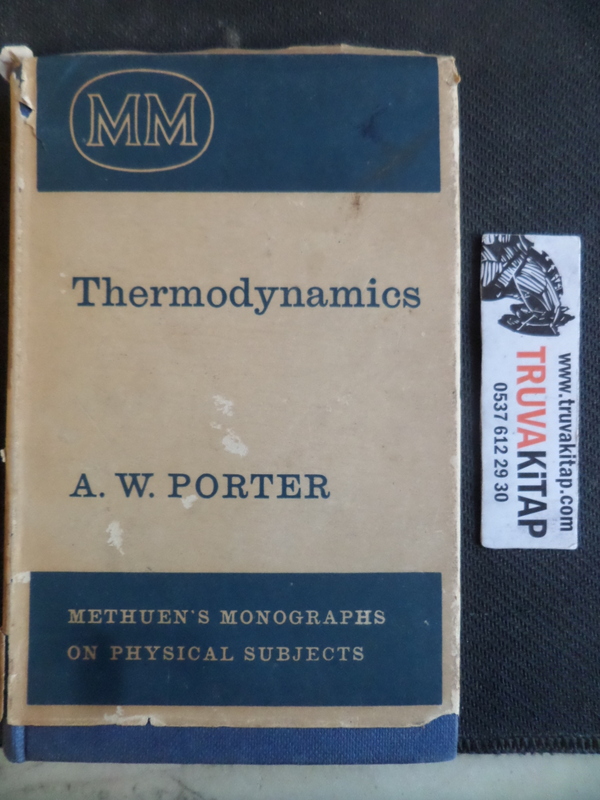 MM
Thermodynamics
A. W. PORTER
METHUEN'S MONOGRAPHS
ON PHYSICAL SUBJECTS
www.truvakitap.com
TRUVAKiTAP
0537 612 29 30